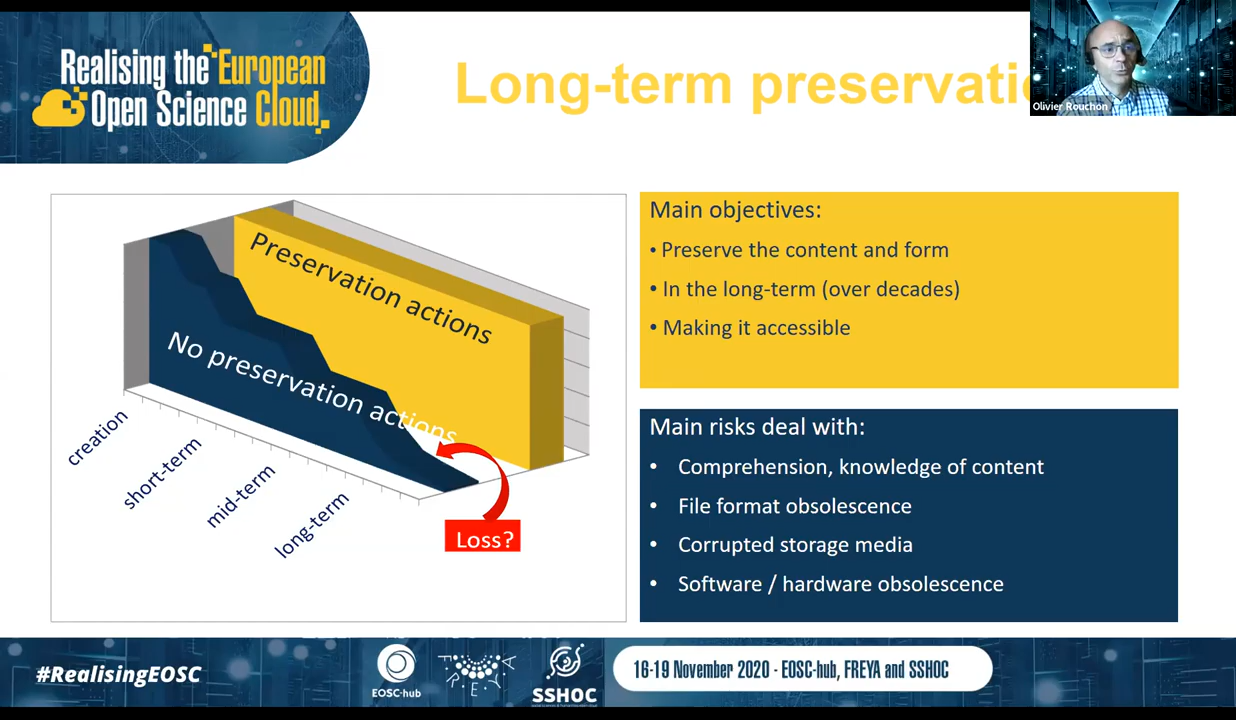 Realising the European
Open Science Cloud
Long-term preservati
Olivier Rouchon
Preservation actions
No preservation actions
creation
short-term
mid-term
long-term
Loss?
Main objectives:
• Preserve the content and form
• In the long-term (over decades)
• Making it accessible
Main risks deal with:
• Comprehension, knowledge of content
• File format obsolescence
• Corrupted storage media
• Software / hardware obsolescence
#RealisingEOSC
EOSC-hub
FREYA
SSHOC
16-19 November 2020 - EOSC-hub, FREYA and SSHOC